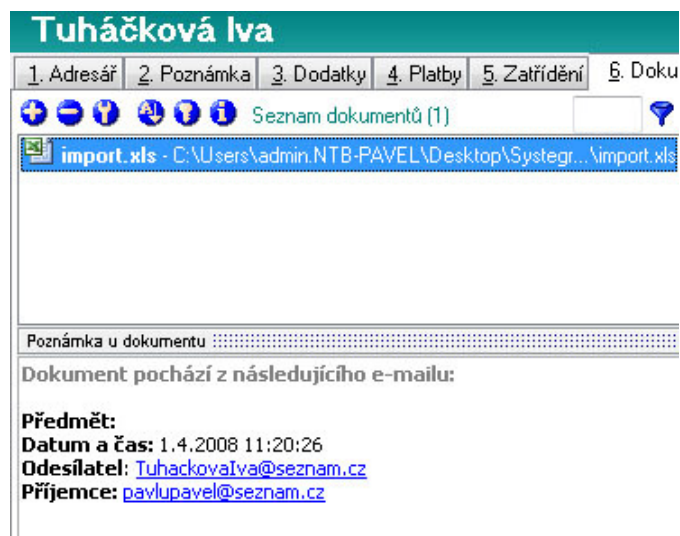 Tuháčková Iva
1. Adresář 2. Poznámka 3. Dodatky 4. Platby 5. Zatřídění 6. Doku
Seznam dokumentů (1)
import.xls - C:\Users\admin.NTB-PAVEL\Desktop\Systegr...\import.xls
Poznámka u dokumentu
Dokument pochází z následujícího e-mailu:
Předmět:
Datum a čas: 1.4.2008 11:20:26
Odesílatel: TuhackovaIva@seznam.cz
Příjemce: pavlupavel@seznam.cz